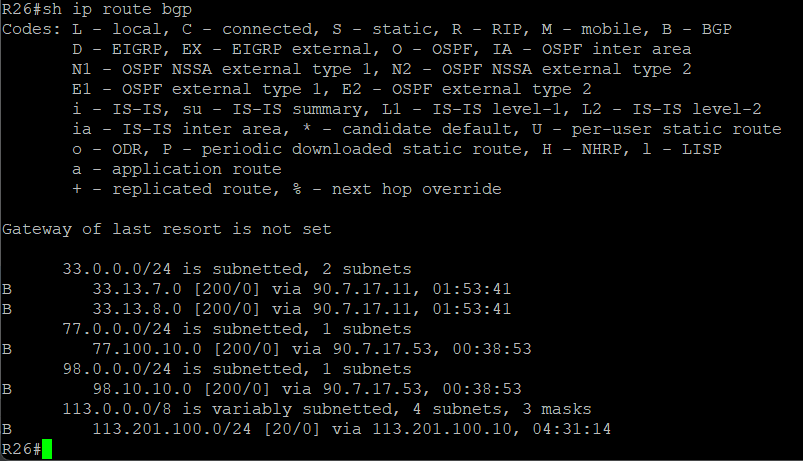 R26#sh ip route bgp
Codes: L - local, C - connected, S - static, R - RIP, M - mobile, B - BGP
       D - EIGRP, EX - EIGRP external, O - OSPF, IA - OSPF inter area
       N1 - OSPF NSSA external type 1, N2 - OSPF NSSA external type 2
       E1 - OSPF external type 1, E2 - OSPF external type 2
       i - IS-IS, su - IS-IS summary, L1 - IS-IS level-1, L2 - IS-IS level-2
       ia - IS-IS inter area, * - candidate default, U - per-user static route
       o - ODR, P - periodic downloaded static route, H - NHRP, l - LISP
       a - application route
       + - replicated route, % - next hop override

Gateway of last resort is not set

      33.0.0.0/24 is subnetted, 2 subnets
B        33.13.7.0 [200/0] via 90.7.17.11, 01:53:41
B        33.13.8.0 [200/0] via 90.7.17.11, 01:53:41
      77.0.0.0/24 is subnetted, 1 subnets
B        77.100.10.0 [200/0] via 90.7.17.53, 00:38:53
      98.0.0.0/24 is subnetted, 1 subnets
B        98.10.10.0 [200/0] via 90.7.17.53, 00:38:53
      113.0.0.0/8 is variably subnetted, 4 subnets, 3 masks
B        113.201.100.0/24 [20/0] via 113.201.100.10, 04:31:14
R26#